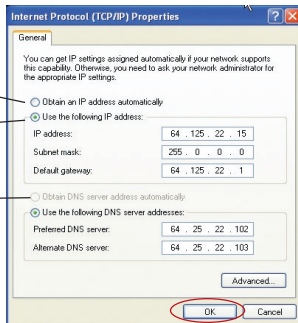 Internet Protocol (TCP/IP) Properties
General
You can get IP settings assigned automatically if your network supports
this capability. Otherwise, you need to ask your network administrator for
the appropriate IP settings.
Obtain an IP address automatically
Use the following IP address:
IP address: 64 . 125 . 22 . 15
Subnet mask: 255 . 0 . 0 . 0
Default gateway: 64 . 125 . 22 . 1
Obtain DNS server address automatically
Use the following DNS server addresses:
Preferred DNS server: 64 . 25 . 22 . 102
Alternate DNS server: 64 . 25 . 22 . 103
Advanced...
OK Cancel